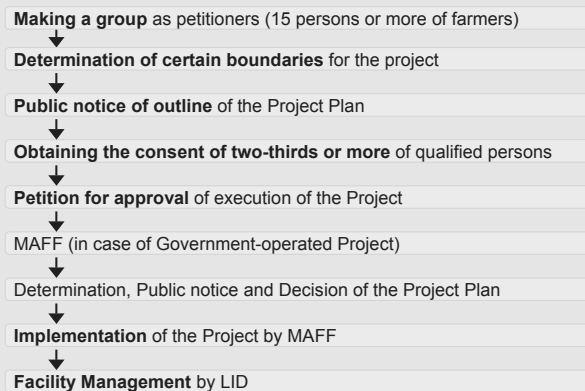 Making a group as petitioners (15 persons or more of farmers)
Determination of certain boundaries for the project
Public notice of outline of the Project Plan
Obtaining the consent of two-thirds or more of qualified persons
Petition for approval of execution of the Project
MAFF (in case of Government-operated Project)
Determination, Public notice and Decision of the Project Plan
Implementation of the Project by MAFF
Facility Management by LID